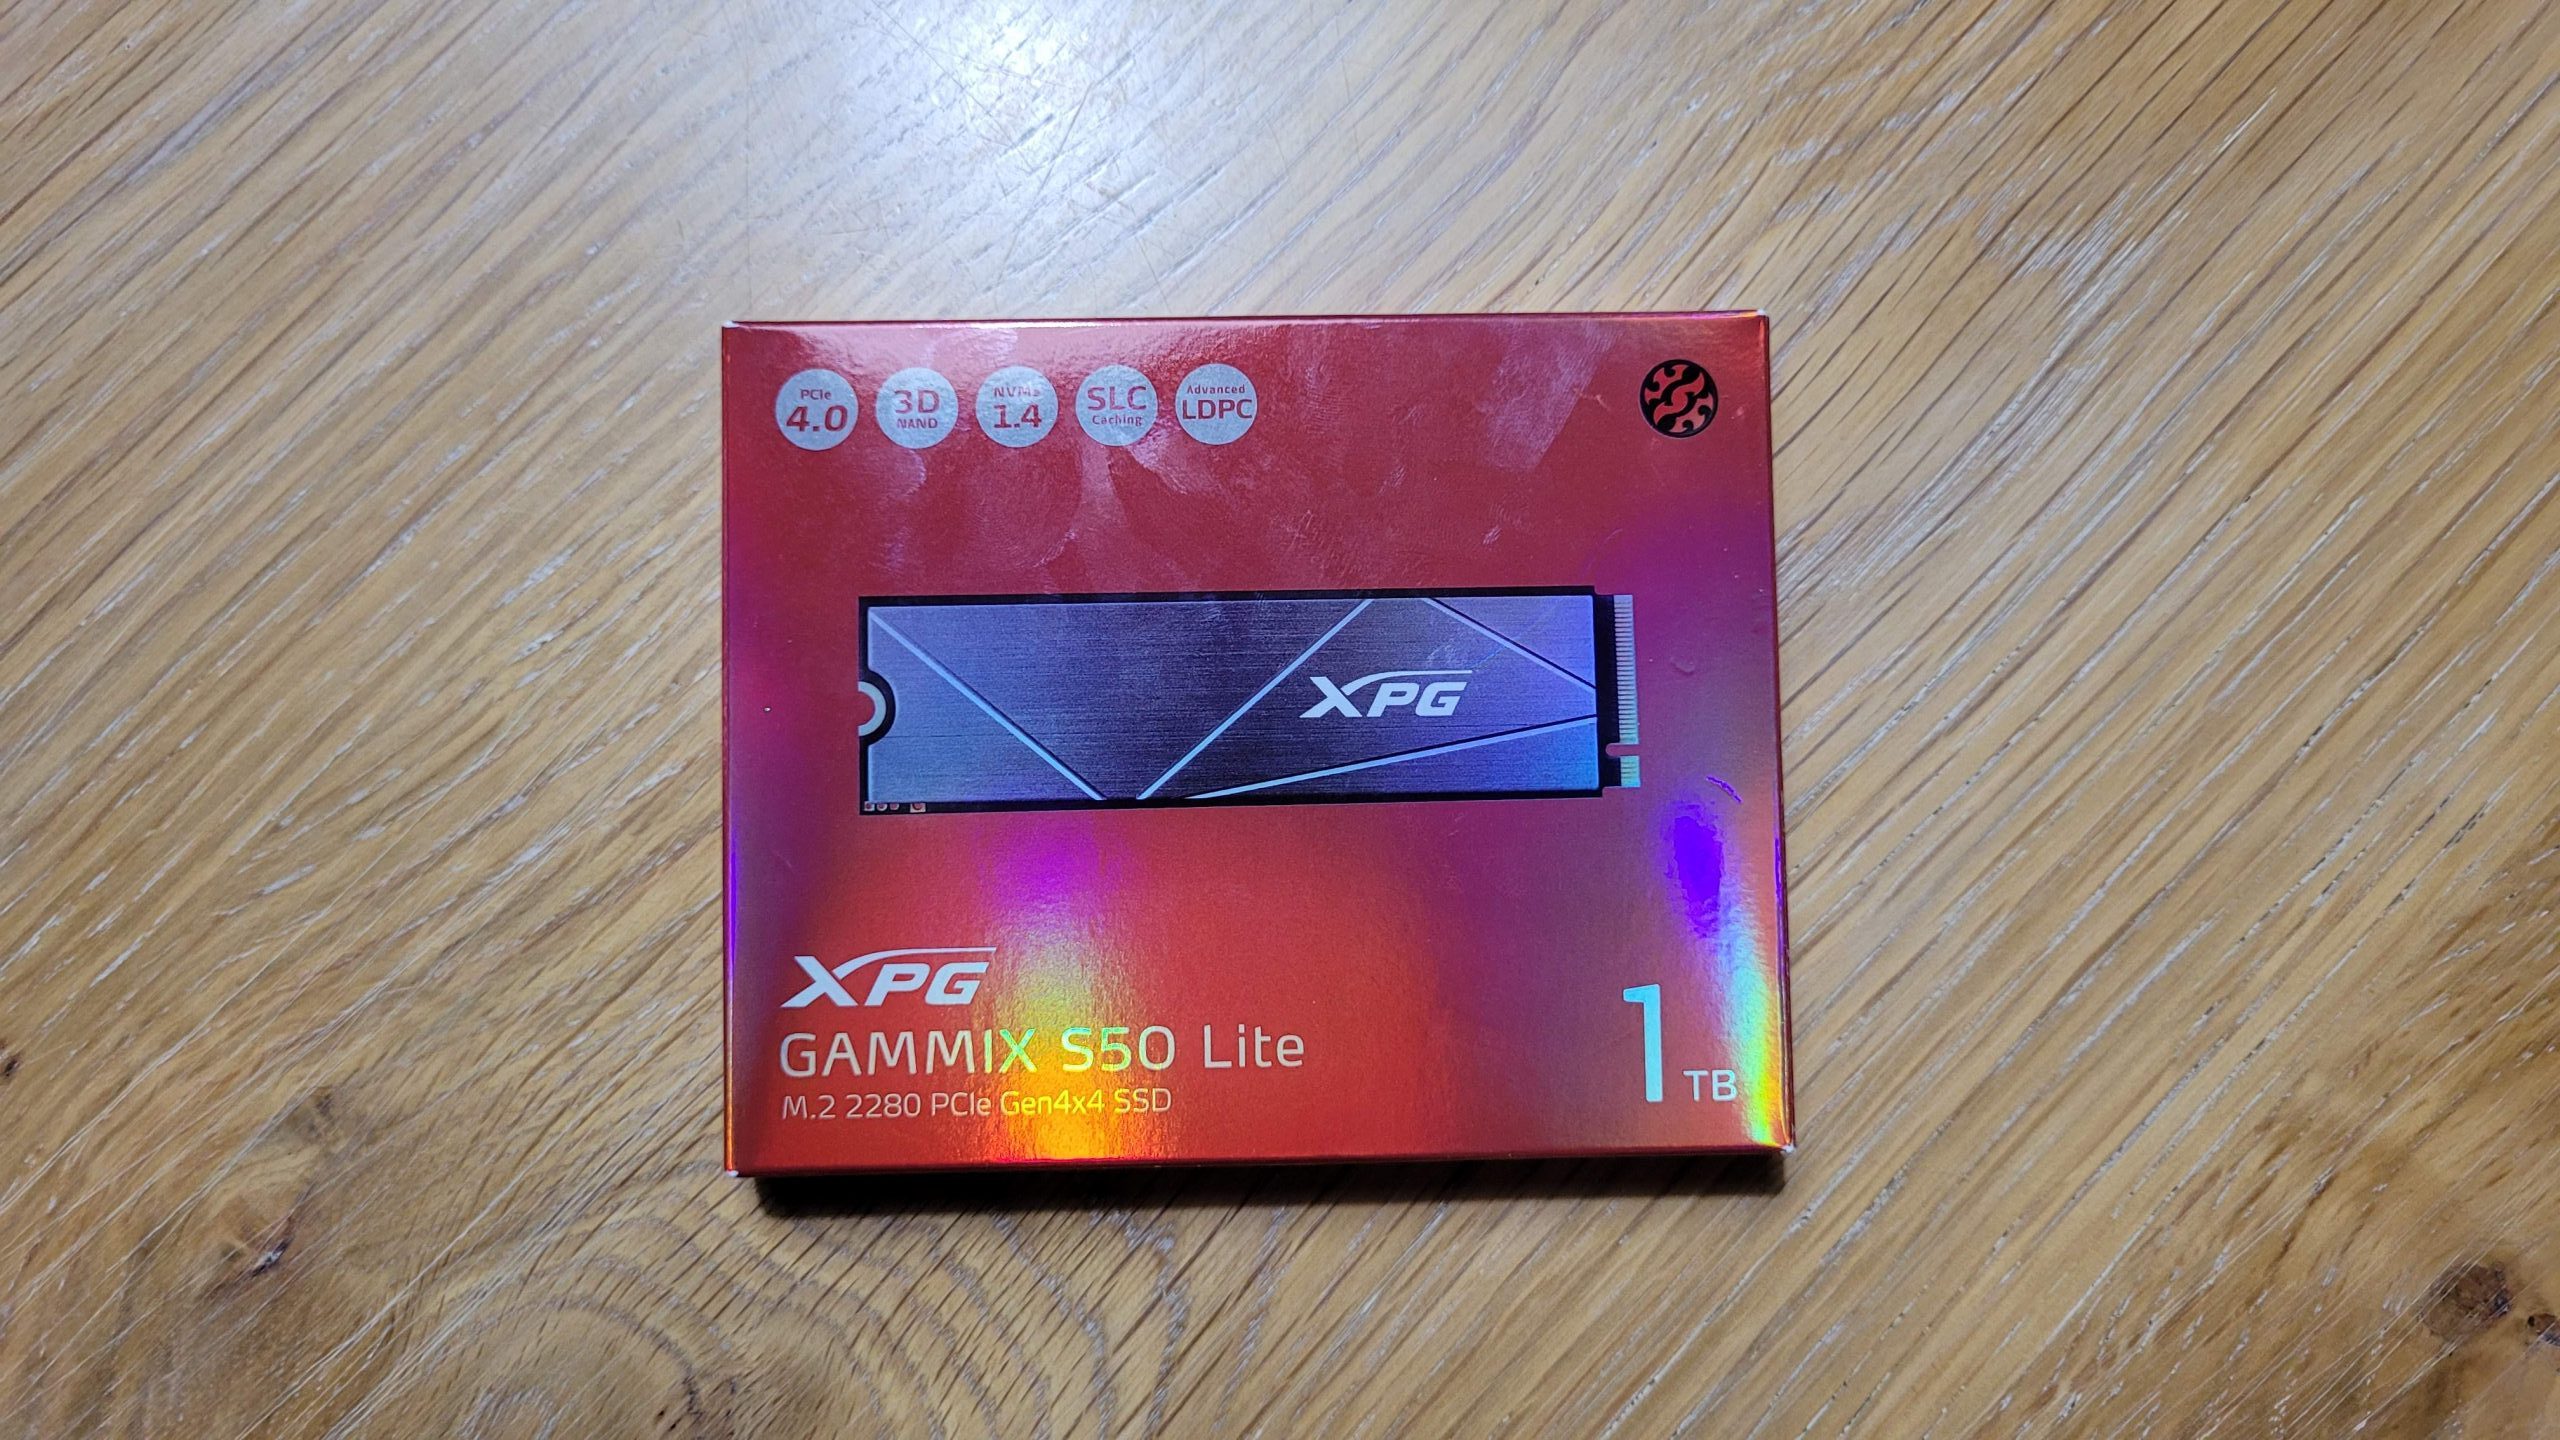 PCIe
4.0
3D
NAND
NVMe
1.4
SLC
Caching
Advanced
LDPC
XPG
XPG
GAMMIX S50 Lite
M.2 2280 PCIe Gen4x4 SSD
1 TB